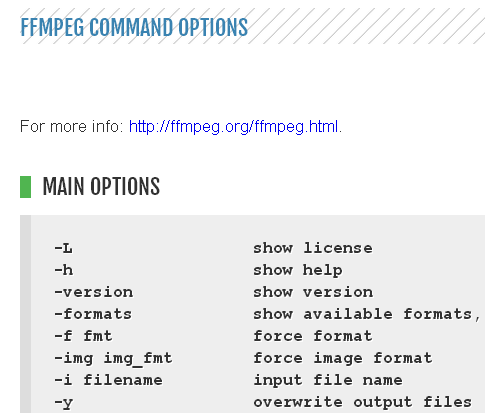 FFMPEG COMMAND OPTIONS
For more info: http://ffmpeg.org/ffmpeg.html.
MAIN OPTIONS
-L show license
-h show help
-version show version
-formats show available formats,
-f fmt force format
-img img_fmt force image format
-i filename input file name
-y overwrite output files